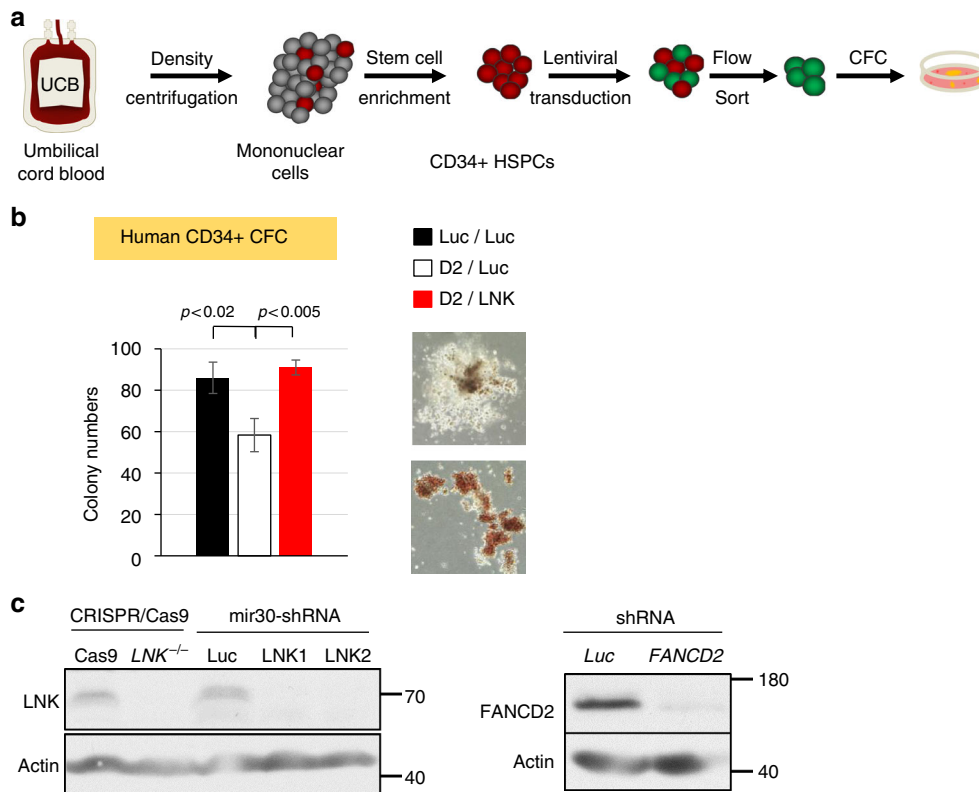 a
UCB
Umbilical
cord blood
Density
centrifugation
Mononuclear
cells
Stem cell
enrichment
Lentiviral
transduction
CD34+ HSPCs
Flow
Sort
CFC
b
Human CD34+ CFC
Luc / Luc
D2 / Luc
D2 / LNK
p<0.02
p<0.005
Colony numbers
100
80
60
40
20
0
c
CRISPR/Cas9
mir30-shRNA
Cas9 LNK−/− Luc LNK1 LNK2
LNK
70
Actin
40
shRNA
Luc FANCD2
180
FANCD2
Actin
40